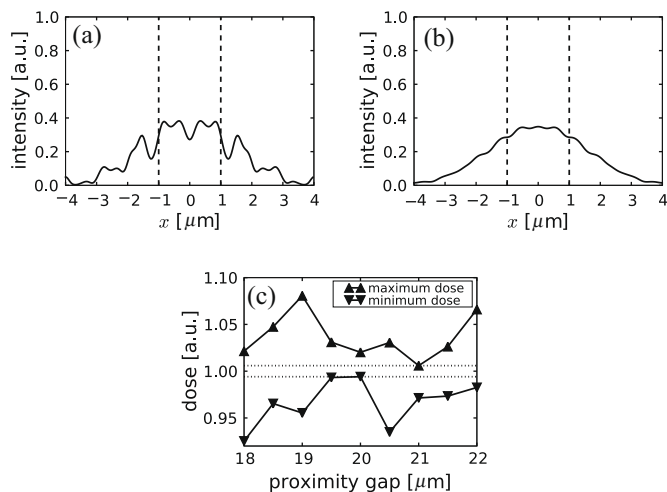 (a)
1.0
0.8
0.6
0.4
0.2
0.0
intensity [a.u.]
−4 −3 −2 −1 0 1 2 3 4
x [μm]
(b)
1.0
0.8
0.6
0.4
0.2
0.0
intensity [a.u.]
−4 −3 −2 −1 0 1 2 3 4
x [μm]
(c)
maximum dose
minimum dose
1.10
1.05
1.00
0.95
dose [a.u.]
18 19 20 21 22
proximity gap [μm]